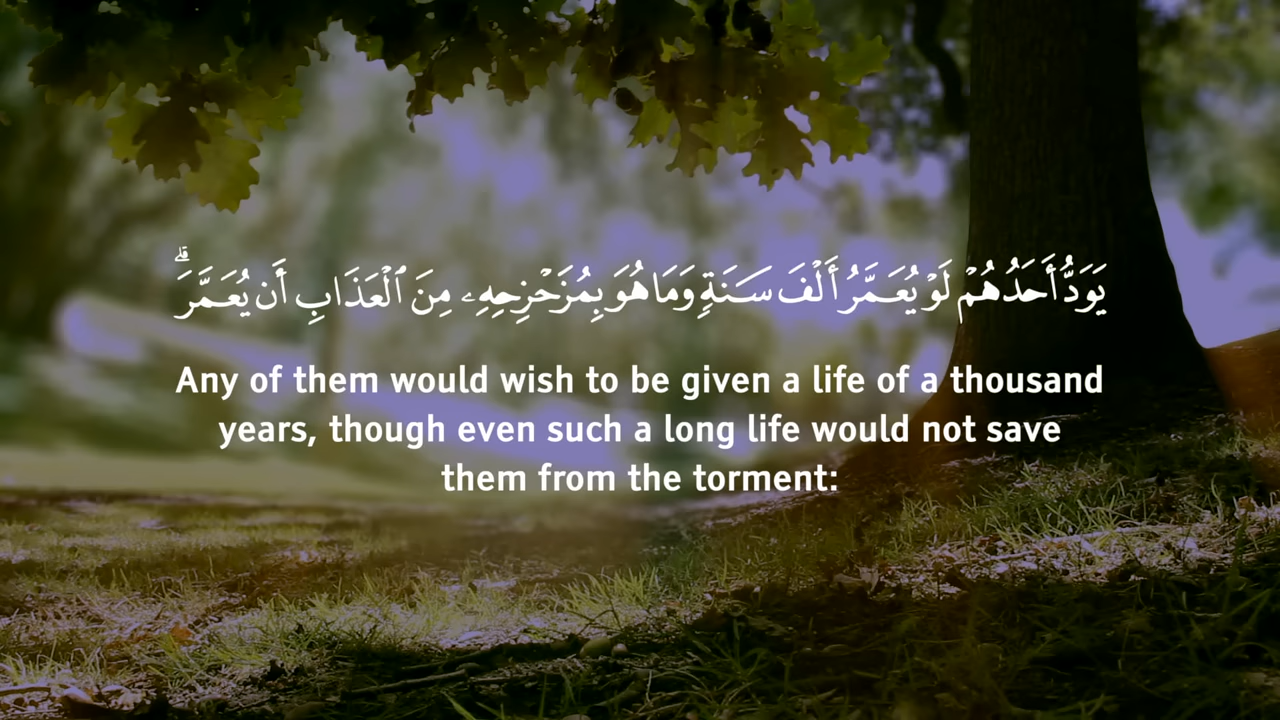 يَوَدُّ أَحَدُهُمْ لَوْ يُعَمَّرُ أَلْفَ سَنَةٍ وَمَا هُوَ بِمُزَحْزِحِهِۦ مِنَ ٱلْعَذَابِ أَن يُعَمَّرَ ۗ
Any of them would wish to be given a life of a thousand
years, though even such a long life would not save
them from the torment: